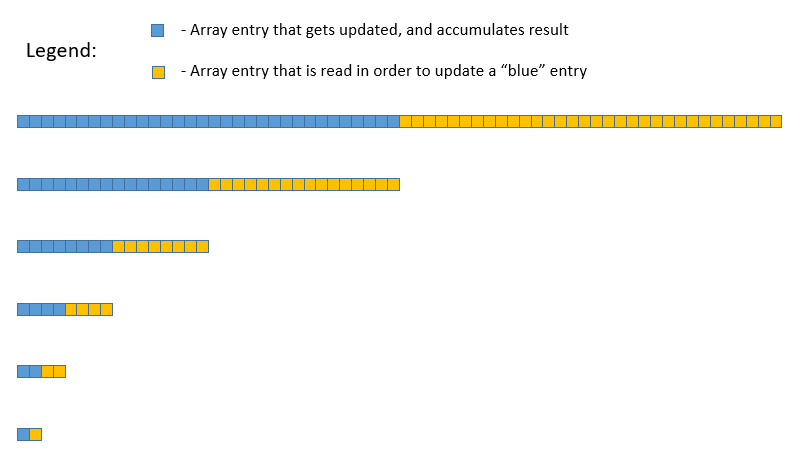 - Array entry that gets updated, and accumulates result
Legend:
- Array entry that is read in order to update a “blue” entry